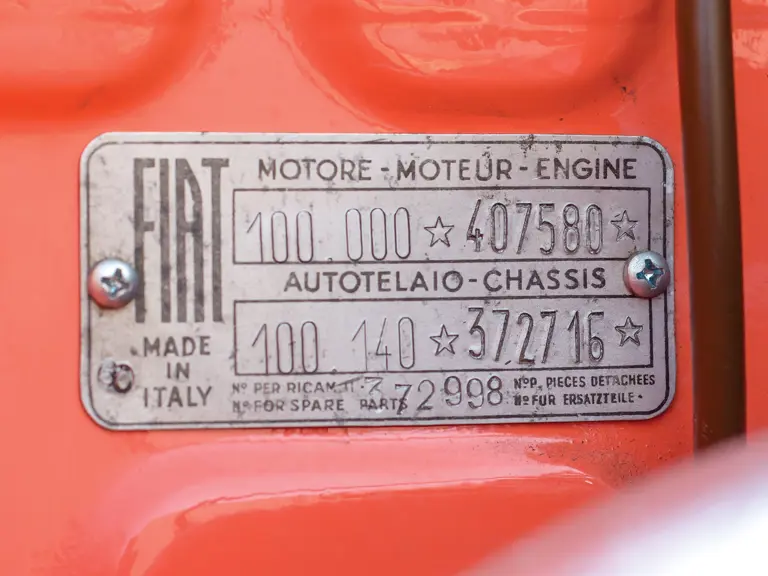 FIAT
MOTORE - MOTEUR - ENGINE
100.000 ☆ 407580 ☆
AUTOTELAIO - CHASSIS
100.140 ☆ 372716 ☆
MADE
IN
ITALY
Nº PER RICAMBI 372998 NºP. PIECES DETACHEES
Nº FOR SPARE PARTS Nº FUR ERSATZTEILE